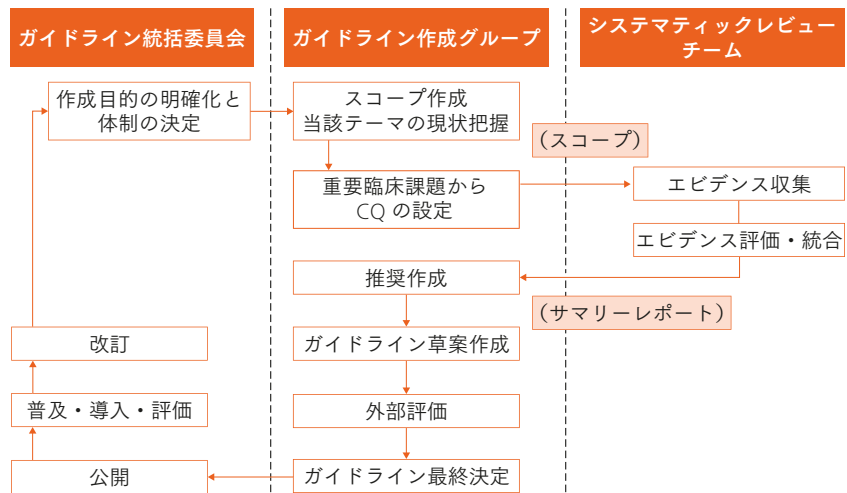 ガイドライン統括委員会
ガイドライン作成グループ
システマティックレビュー
チーム
作成目的の明確化と
体制の決定
スコープ作成
当該テーマの現状把握
（スコープ）
重要臨床課題から
CQ の設定
エビデンス収集
エビデンス評価・統合
推奨作成
（サマリーレポート）
改訂
ガイドライン草案作成
普及・導入・評価
外部評価
公開
ガイドライン最終決定